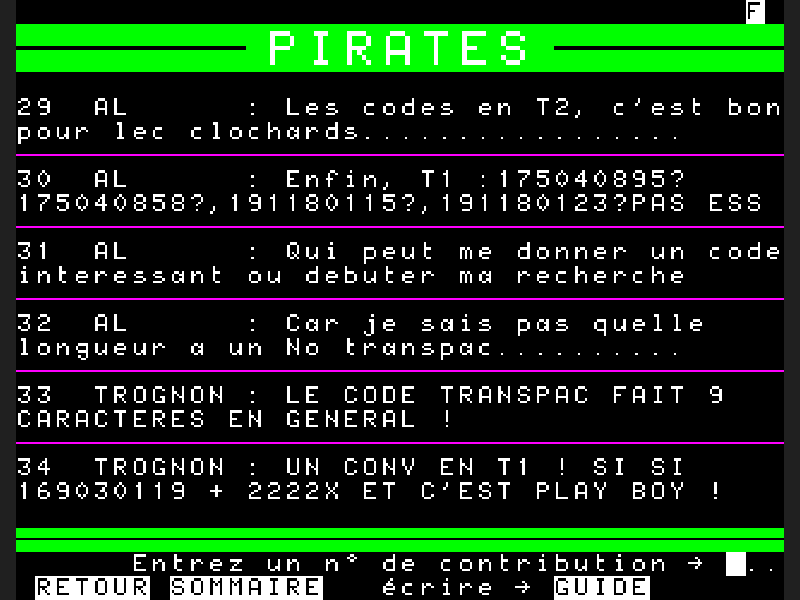 F
PIRATES
29  AL      : Les codes en T2, c'est bon
pour lec clochards.................
30  AL      : Enfin, T1 :175040895?
175040858?,191180115?,191180123?PAS ESS
31  AL      : Qui peut me donner un code
interessant ou debuter ma recherche
32  AL      : Car je sais pas quelle
longueur a un No transpac..........
33  TROGNON : LE CODE TRANSPAC FAIT 9
CARACTERES EN GENERAL !
34  TROGNON : UN CONV EN T1 ! SI SI
169030119 + 2222X ET C'EST PLAY BOY !
Entrez un n° de contribution → ..
RETOUR SOMMAIRE   écrire → GUIDE